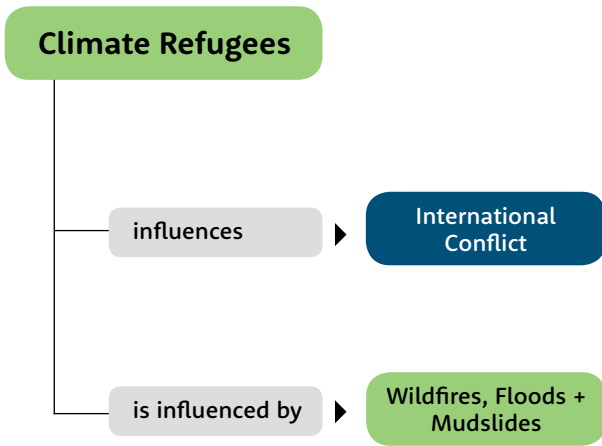 Climate Refugees
influences
International
Conflict
is influenced by
Wildfires, Floods +
Mudslides